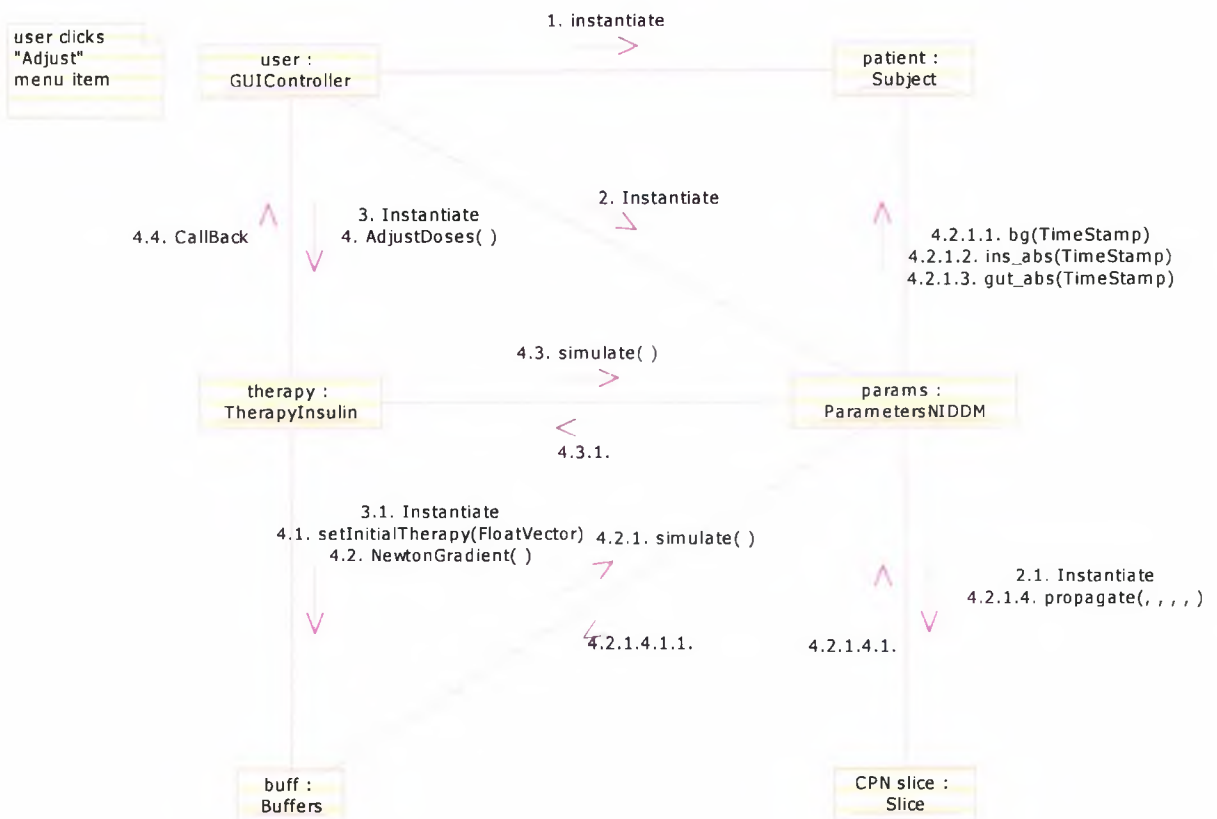 1. instantiate
user clicks
"Adjust"
menu item
user :
GUIController
patient :
Subject
2. Instantiate
3. Instantiate
4. AdjustDoses( )
4.4. CallBack
4.2.1.1. bg(TimeStamp)
4.2.1.2. ins_abs(TimeStamp)
4.2.1.3. gut_abs(TimeStamp)
4.3. simulate( )
therapy :
TherapyInsulin
params :
ParametersNIDDM
4.3.1.
3.1. Instantiate
4.1. setInitialTherapy(FloatVector)
4.2. NewtonGradient( )
4.2.1. simulate( )
2.1. Instantiate
4.2.1.4. propagate(, , , , )
4.2.1.4.1.1.
4.2.1.4.1.
buff :
Buffers
CPN slice :
Slice